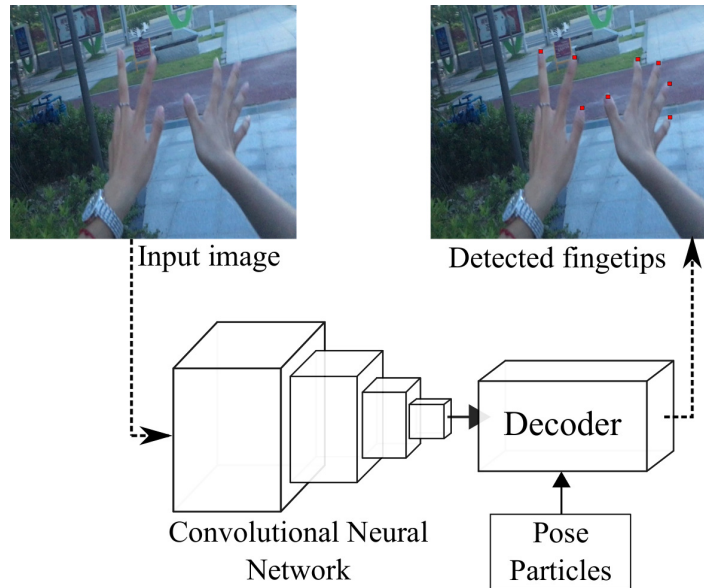 Input image
Detected fingetips
Decoder
Convolutional Neural
Network
Pose
Particles